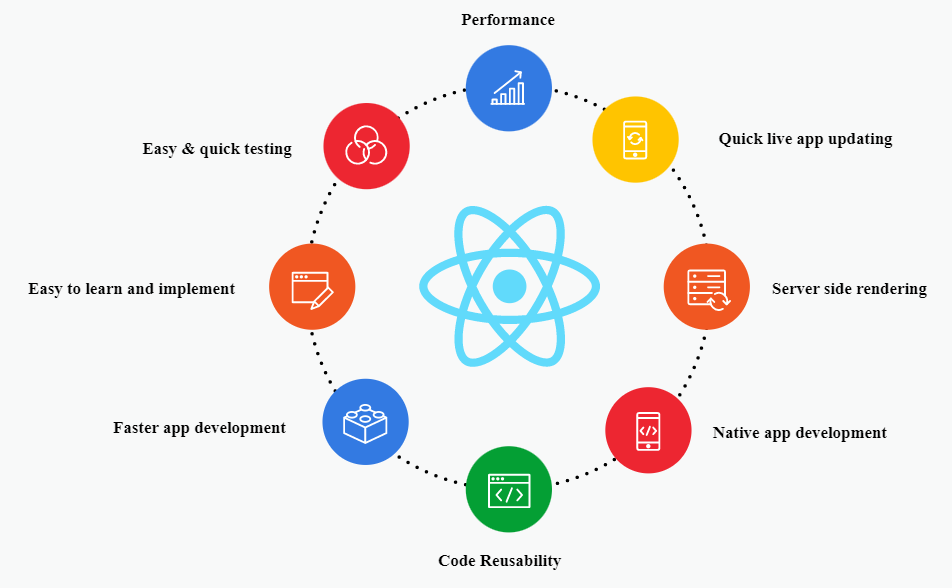 Performance
Quick live app updating
Easy & quick testing
Easy to learn and implement
Server side rendering
Faster app development
Native app development
Code Reusability